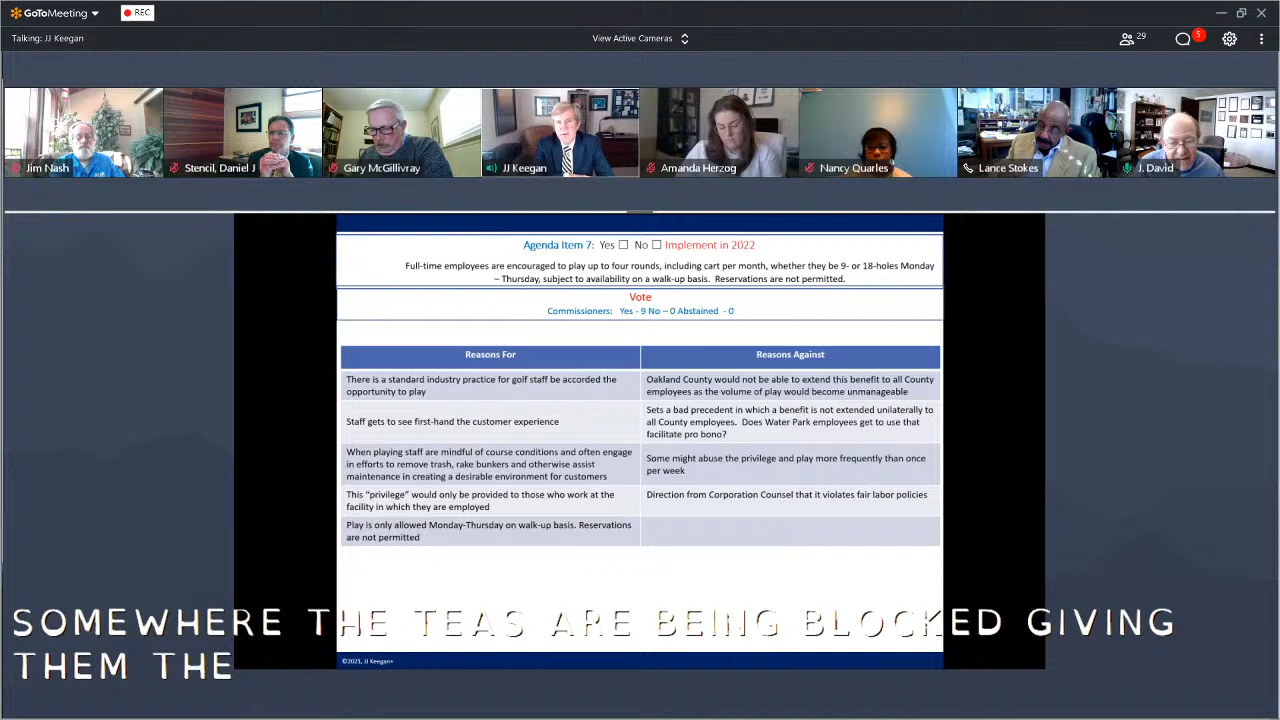 GoToMeeting
REC
Talking: JJ Keegan
View Active Cameras
29
5
Jim Nash
Stencil, Daniel J
Gary McGillivray
JJ Keegan
Amanda Herzog
Nancy Quarles
Lance Stokes
J. David
Agenda Item 7: Yes ☐ No ☐ Implement in 2022
Full-time employees are encouraged to play up to four rounds, including cart per month, whether they be 9- or 18-holes Monday
– Thursday, subject to availability on a walk-up basis. Reservations are not permitted.
Vote
Commissioners: Yes - 9 No – 0 Abstained - 0
Reasons For
Reasons Against
There is a standard industry practice for golf staff be accorded the
opportunity to play
Oakland County would not be able to extend this benefit to all County
employees as the volume of play would become unmanageable
Staff gets to see first-hand the customer experience
Sets a bad precedent in which a benefit is not extended unilaterally to
all County employees. Does Water Park employees get to use that
facilitate pro bono?
When playing staff are mindful of course conditions and often engage
in efforts to remove trash, rake bunkers and otherwise assist
maintenance in creating a desirable environment for customers
Some might abuse the privilege and play more frequently than once
per week
This “privilege” would only be provided to those who work at the
facility in which they are employed
Direction from Corporation Counsel that it violates fair labor policies
Play is only allowed Monday-Thursday on walk-up basis. Reservations
are not permitted
SOMEWHERE THE TEAS ARE BEING BLOCKED GIVING
THEM THE
©2021, JJ Keegan+